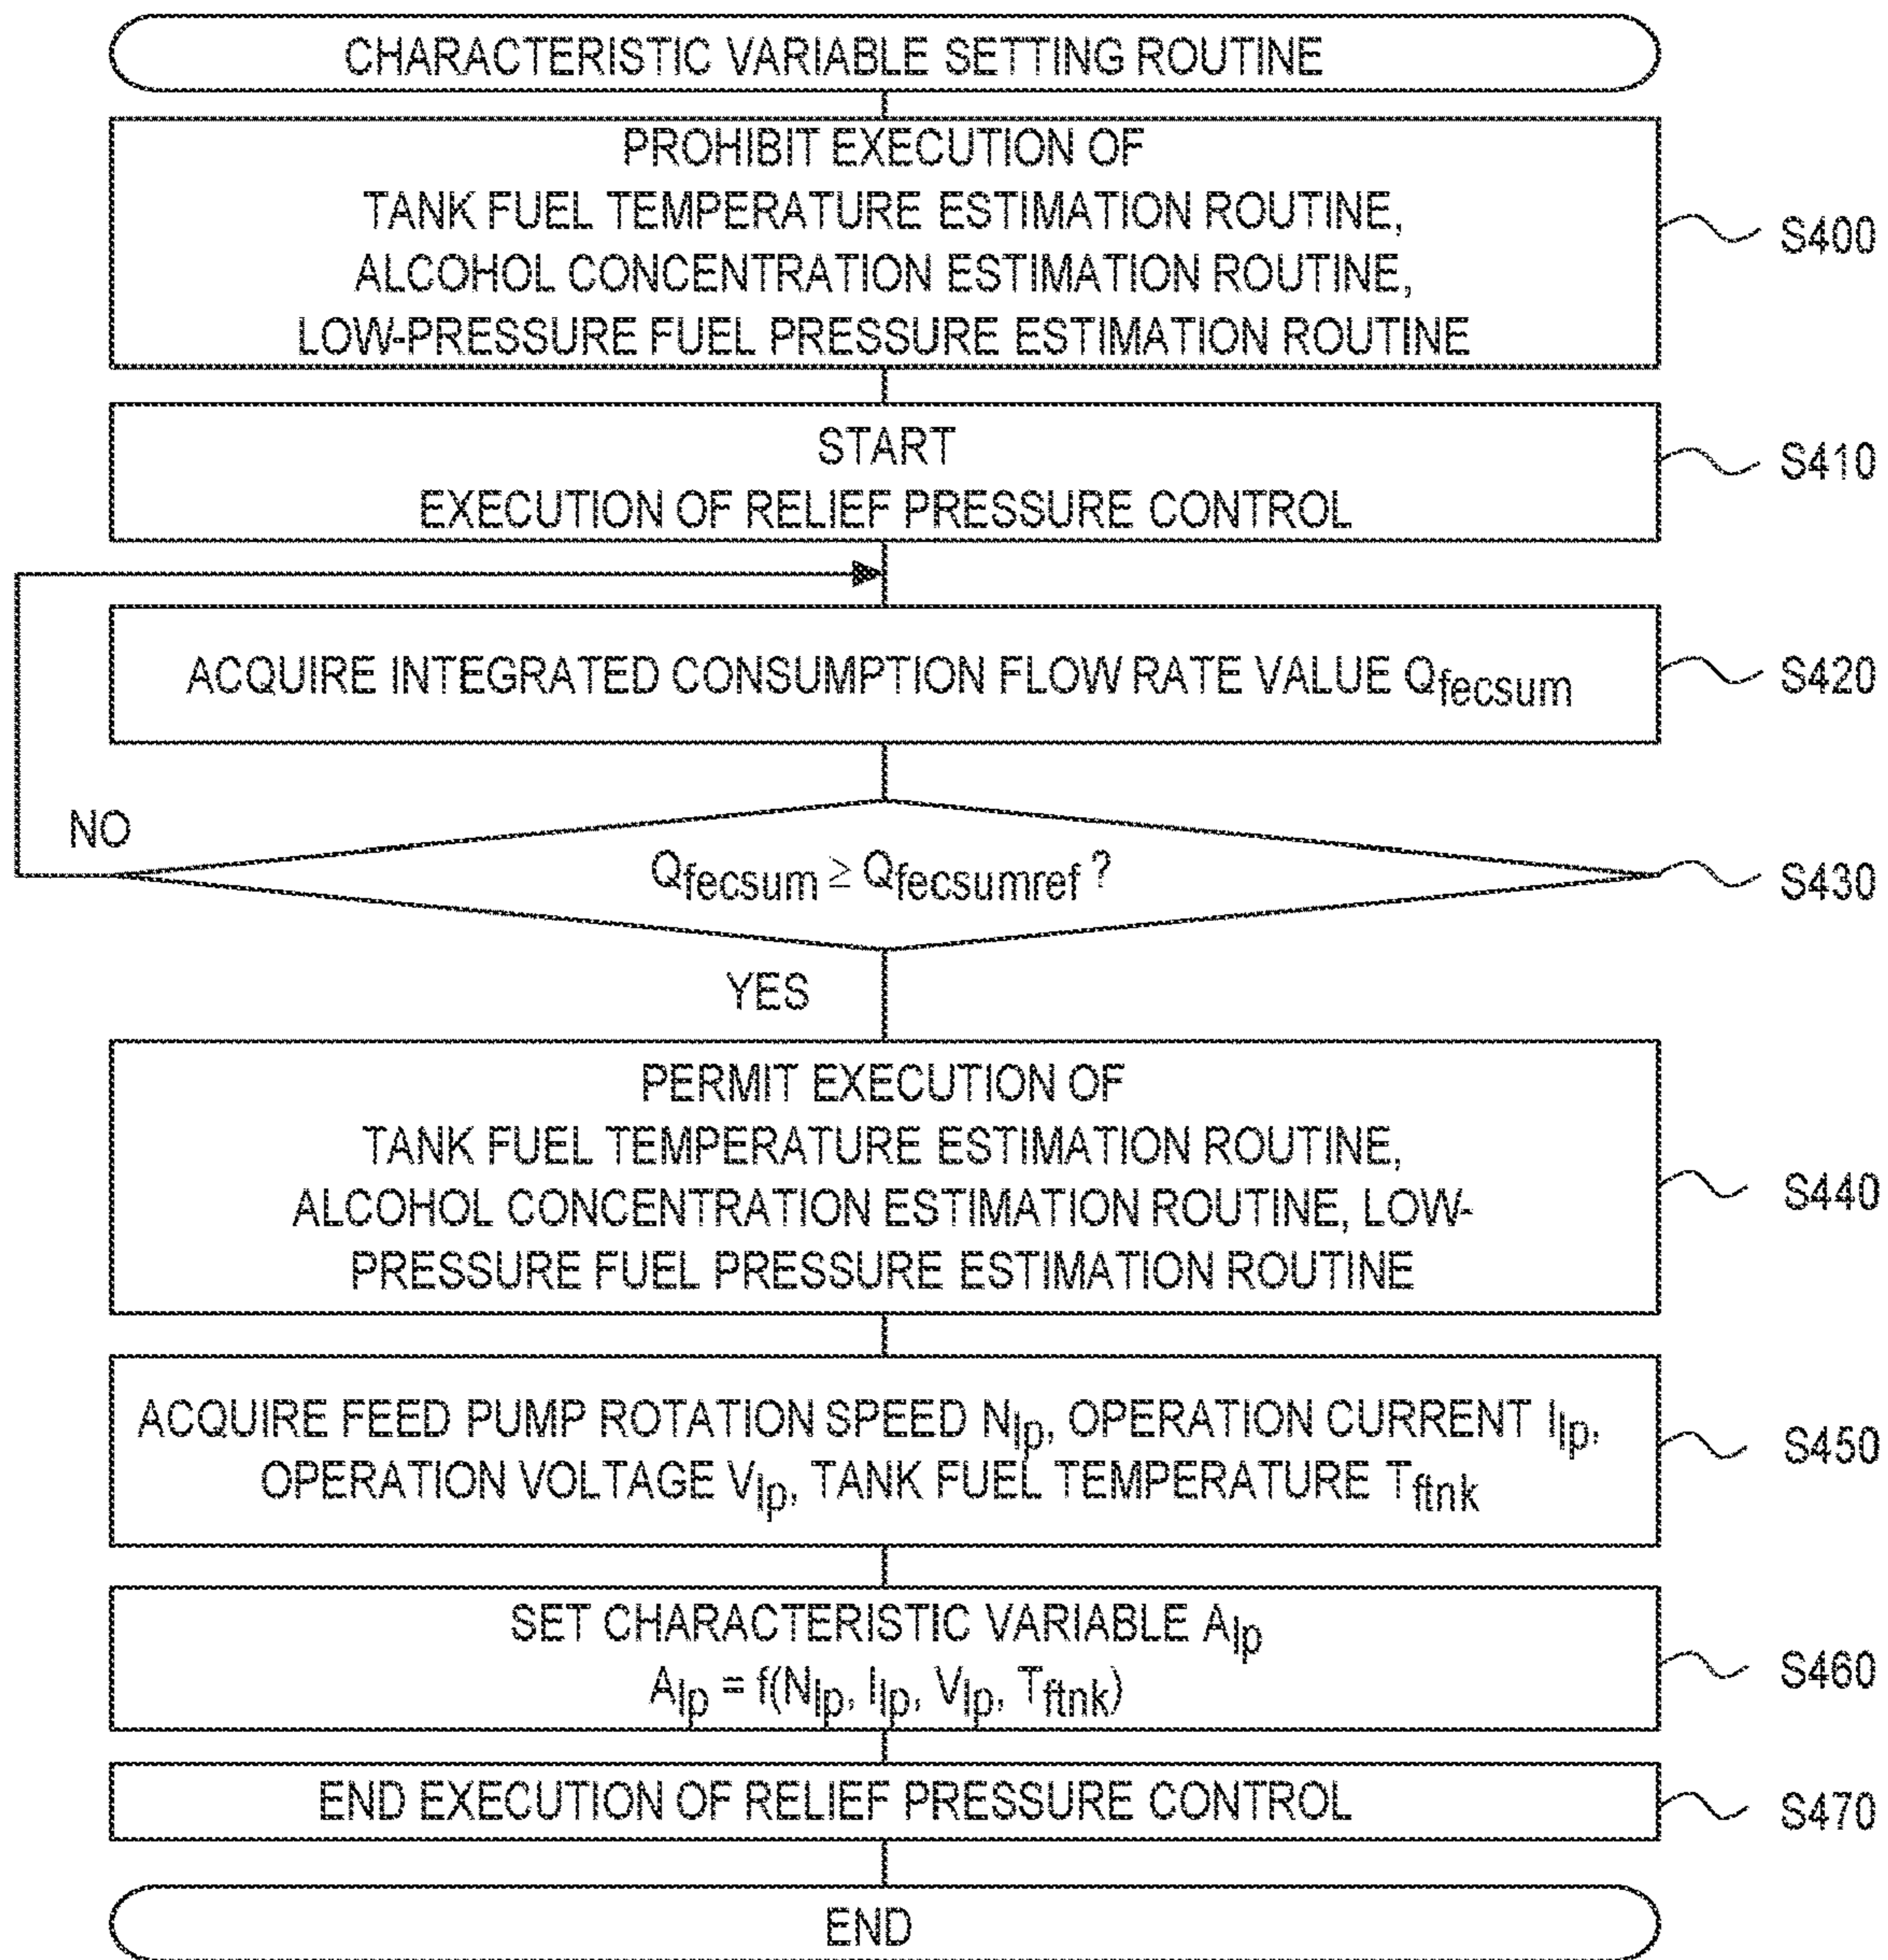 CHARACTERISTIC VARIABLE SETTING ROUTINE
PROHIBIT EXECUTION OF
TANK FUEL TEMPERATURE ESTIMATION ROUTINE,
ALCOHOL CONCENTRATION ESTIMATION ROUTINE,
LOW-PRESSURE FUEL PRESSURE ESTIMATION ROUTINE
S400
START
EXECUTION OF RELIEF PRESSURE CONTROL
S410
ACQUIRE INTEGRATED CONSUMPTION FLOW RATE VALUE Qfecsum
S420
NO
Qfecsum ≥ Qfecsumref ?
S430
YES
PERMIT EXECUTION OF
TANK FUEL TEMPERATURE ESTIMATION ROUTINE,
ALCOHOL CONCENTRATION ESTIMATION ROUTINE, LOW-
PRESSURE FUEL PRESSURE ESTIMATION ROUTINE
S440
ACQUIRE FEED PUMP ROTATION SPEED Nlp, OPERATION CURRENT Ilp,
OPERATION VOLTAGE Vlp, TANK FUEL TEMPERATURE Tftnk
S450
SET CHARACTERISTIC VARIABLE Alp
Alp = f(Nlp, Ilp, Vlp, Tftnk)
S460
END EXECUTION OF RELIEF PRESSURE CONTROL
S470
END